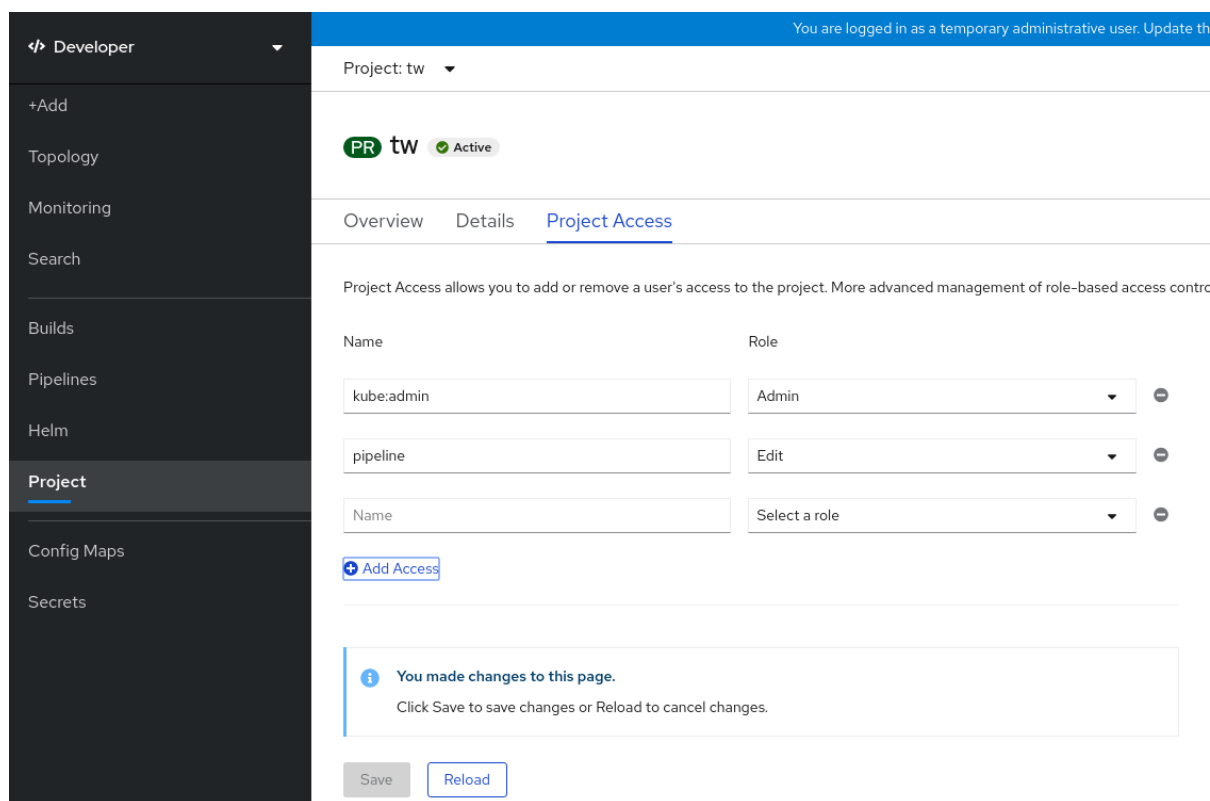 </> Developer
You are logged in as a temporary administrative user. Update th
Project: tw
+Add
Topology
Monitoring
Search
Builds
Pipelines
Helm
Project
Config Maps
Secrets
PR tw Active
Overview Details Project Access
Project Access allows you to add or remove a user's access to the project. More advanced management of role-based access contro
Name Role
kube:admin Admin
pipeline Edit
Name Select a role
Add Access
You made changes to this page.
Click Save to save changes or Reload to cancel changes.
Save Reload